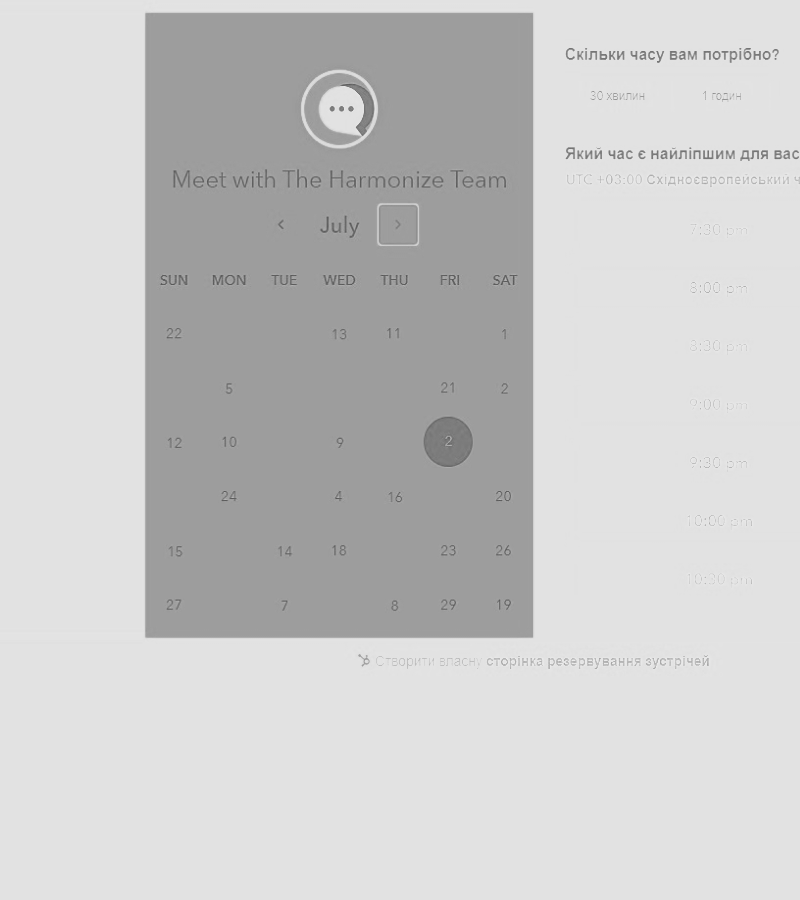 Meet with The Harmonize Team
July
SUN MON TUE WED THU FRI SAT
22 13 11 1
5 21 2
12 10 9 2
24 4 16 20
15 14 18 23 26
27 7 8 29 19
Скільки часу вам потрібно?
30 хвилин 1 годин
Який час є найліпшим для вас
UTC +03:00 Східноєвропейський ч
7:30 pm
8:00 pm
8:30 pm
9:00 pm
9:30 pm
10:00 pm
10:30 pm
Створити власну сторінка резервування зустрічей